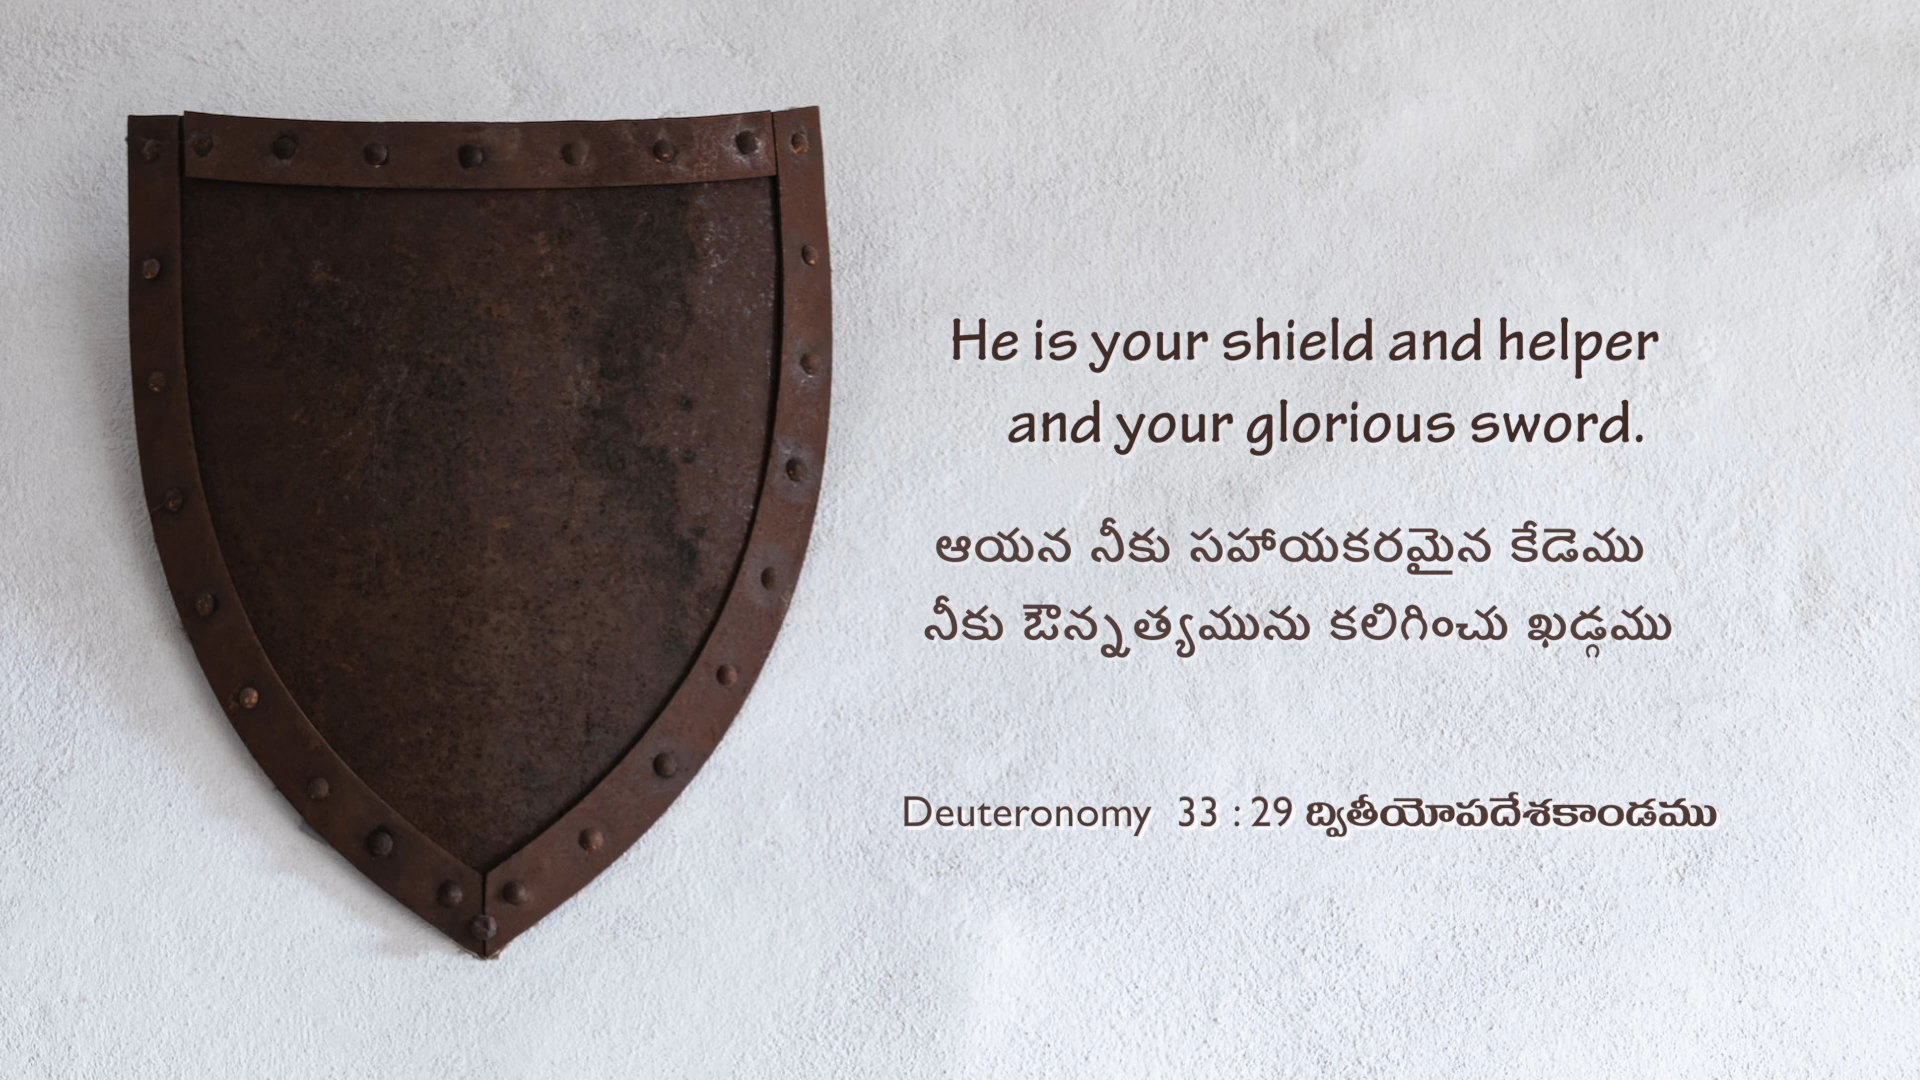 He is your shield and helper
and your glorious sword.
ఆయన నీకు సహాయకరమైన కేడెము
నీకు ఔన్నత్యమును కలిగించు ఖడ్గము
Deuteronomy 33 : 29 ద్వితీయోపదేశకాండము